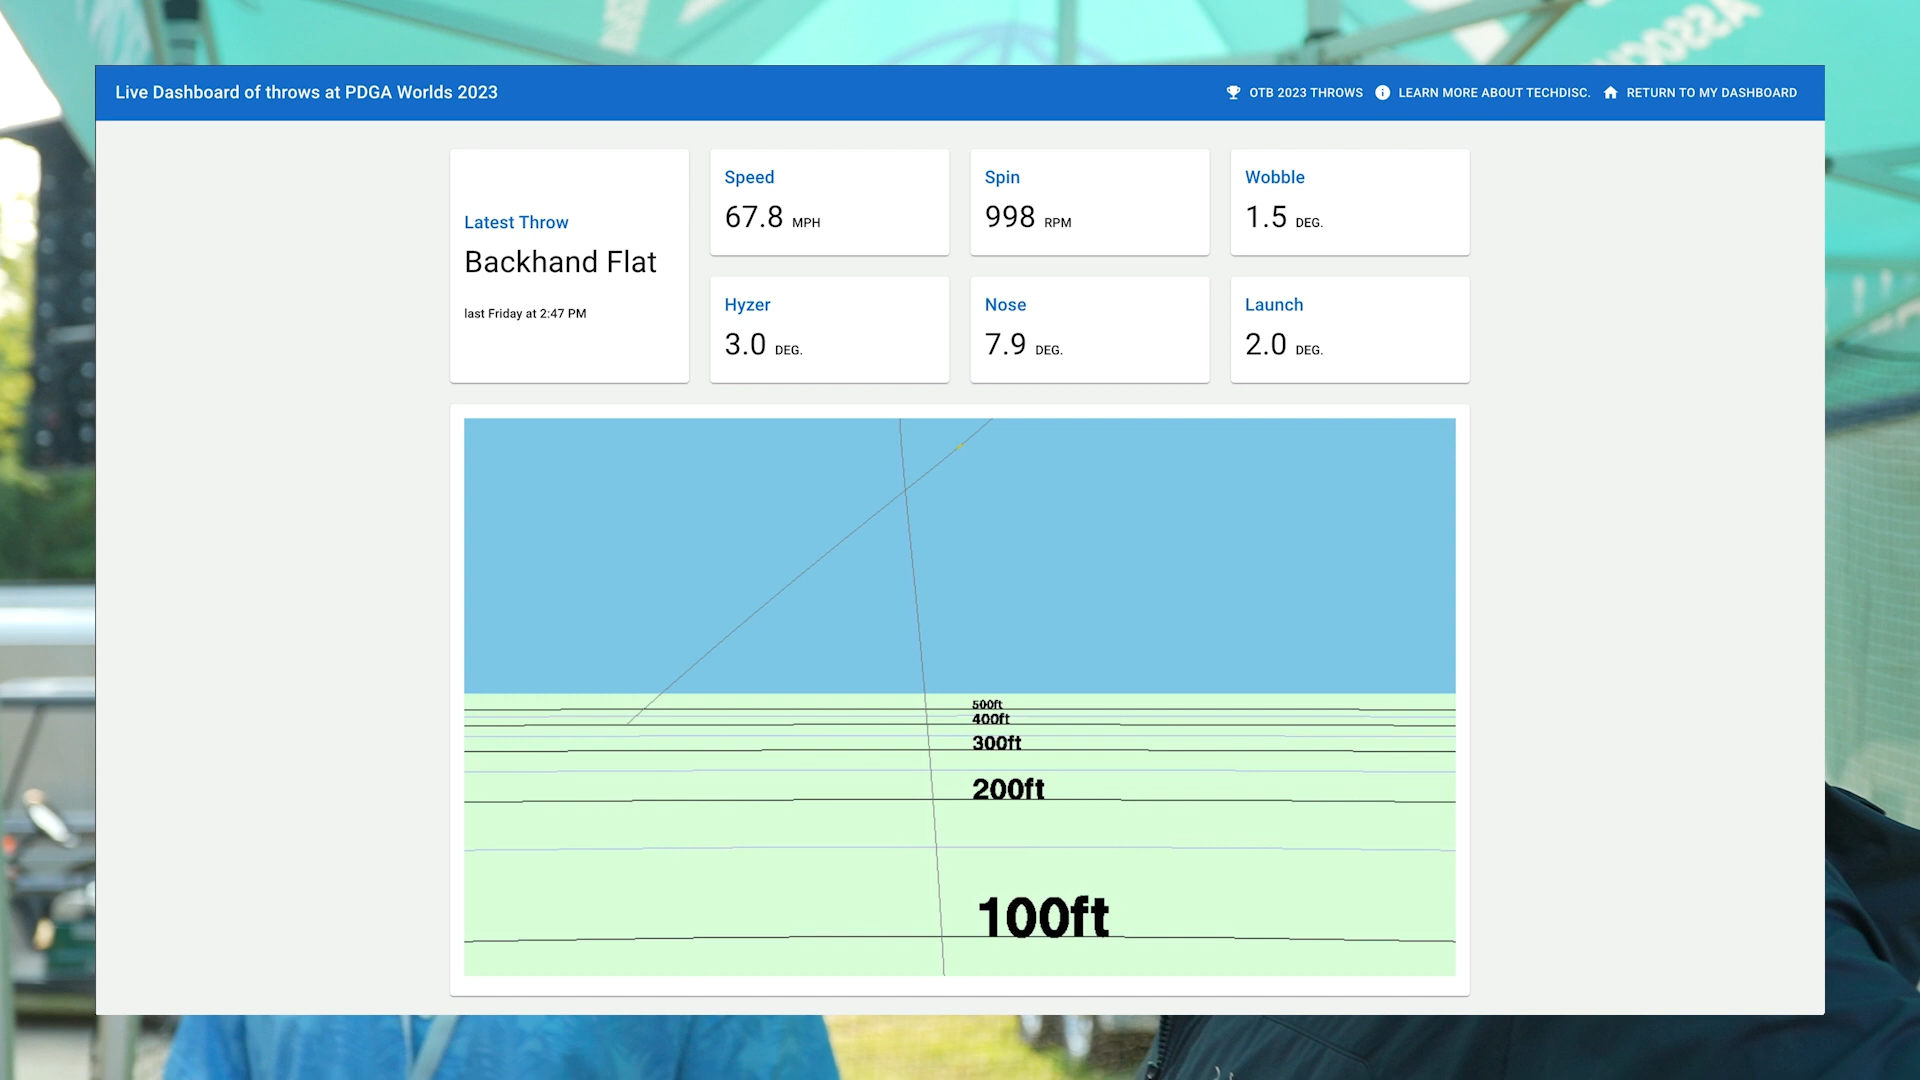 Live Dashboard of throws at PDGA Worlds 2023
OTB 2023 THROWS
LEARN MORE ABOUT TECHDISC.
RETURN TO MY DASHBOARD
Latest Throw
Backhand Flat
last Friday at 2:47 PM
Speed
67.8 MPH
Spin
998 RPM
Wobble
1.5 DEG.
Hyzer
3.0 DEG.
Nose
7.9 DEG.
Launch
2.0 DEG.
500ft
400ft
300ft
200ft
100ft